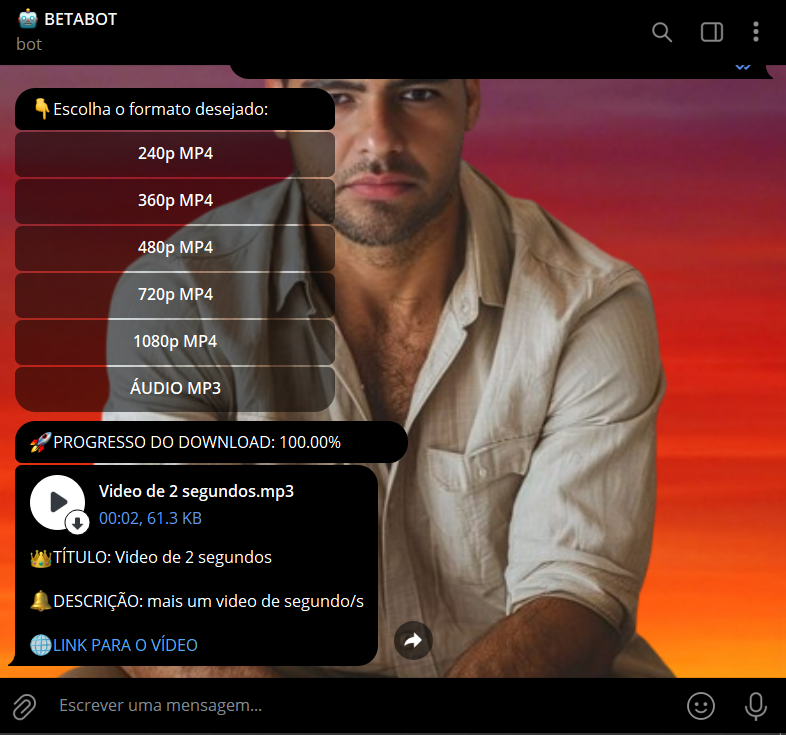 🤖 BETABOT
bot
👇Escolha o formato desejado:
240p MP4
360p MP4
480p MP4
720p MP4
1080p MP4
ÁUDIO MP3
🚀PROGRESSO DO DOWNLOAD: 100.00%
Video de 2 segundos.mp3
00:02, 61.3 KB
👑TÍTULO: Video de 2 segundos
🔔DESCRIÇÃO: mais um video de segundo/s
🌐LINK PARA O VÍDEO
Escrever uma mensagem...